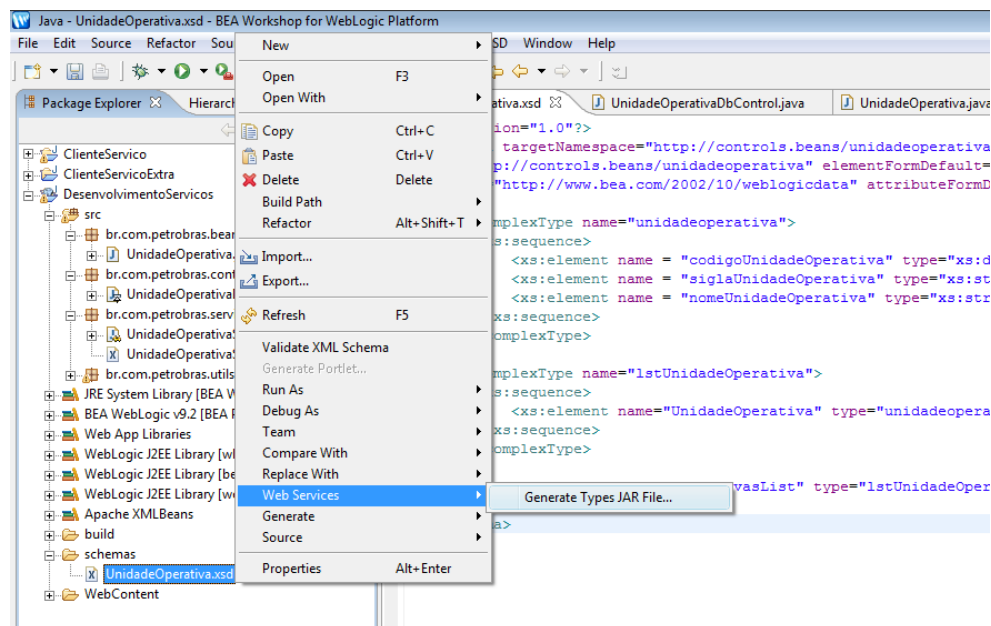 Java - UnidadeOperativa.xsd - BEA Workshop for WebLogic Platform
File Edit Source Refactor Sou SD Window Help
Package Explorer Hierarch
ativa.xsd UnidadeOperativaDbControl.java UnidadeOperativa.java
ClienteServico
ClienteServicoExtra
DesenvolvimentoServicos
src
br.com.petrobras.bear
UnidadeOperativa.
br.com.petrobras.cont
UnidadeOperativaI
br.com.petrobras.serv
UnidadeOperativaS
UnidadeOperativaS
br.com.petrobras.utils
JRE System Library [BEA W
BEA WebLogic v9.2 [BEA P
Web App Libraries
WebLogic J2EE Library [wl
WebLogic J2EE Library [be
WebLogic J2EE Library [we
Apache XMLBeans
build
schemas
UnidadeOperativa.xsd
WebContent
New
Open F3
Open With
Copy Ctrl+C
Paste Ctrl+V
Delete Delete
Build Path
Refactor Alt+Shift+T
Import...
Export...
Refresh F5
Validate XML Schema
Generate Portlet...
Run As
Debug As
Team
Compare With
Replace With
Web Services
Generate
Source
Properties Alt+Enter
Generate Types JAR File...
ion="1.0"?>
targetNamespace="http://controls.beans/unidadeoperativa
p://controls.beans/unidadeoperativa" elementFormDefault=
"http://www.bea.com/2002/10/weblogicdata" attributeFormD
mplexType name="unidadeoperativa">
s:sequence>
<xs:element name = "codigoUnidadeOperativa" type="xs:d
<xs:element name = "siglaUnidadeOperativa" type="xs:st
<xs:element name = "nomeUnidadeOperativa" type="xs:str
xs:sequence>
omplexType>
mplexType name="lstUnidadeOperativa">
s:sequence>
<xs:element name="UnidadeOperativa" type="unidadeopera
xs:sequence>
omplexType>
vasList" type="lstUnidadeOper
a>